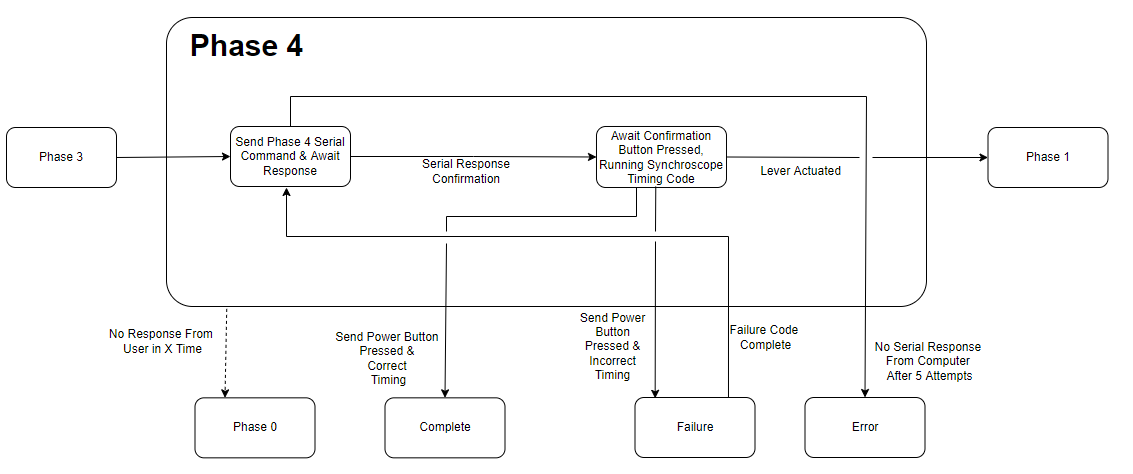 Phase 4
Phase 3
Send Phase 4 Serial
Command & Await
Response
Serial Response
Confirmation
Await Confirmation
Button Pressed,
Running Synchroscope
Timing Code
Lever Actuated
Phase 1
No Response From
User in X Time
Send Power Button
Pressed &
Correct
Timing
Send Power
Button
Pressed &
Incorrect
Timing
Failure Code
Complete
No Serial Response
From Computer
After 5 Attempts
Phase 0
Complete
Failure
Error